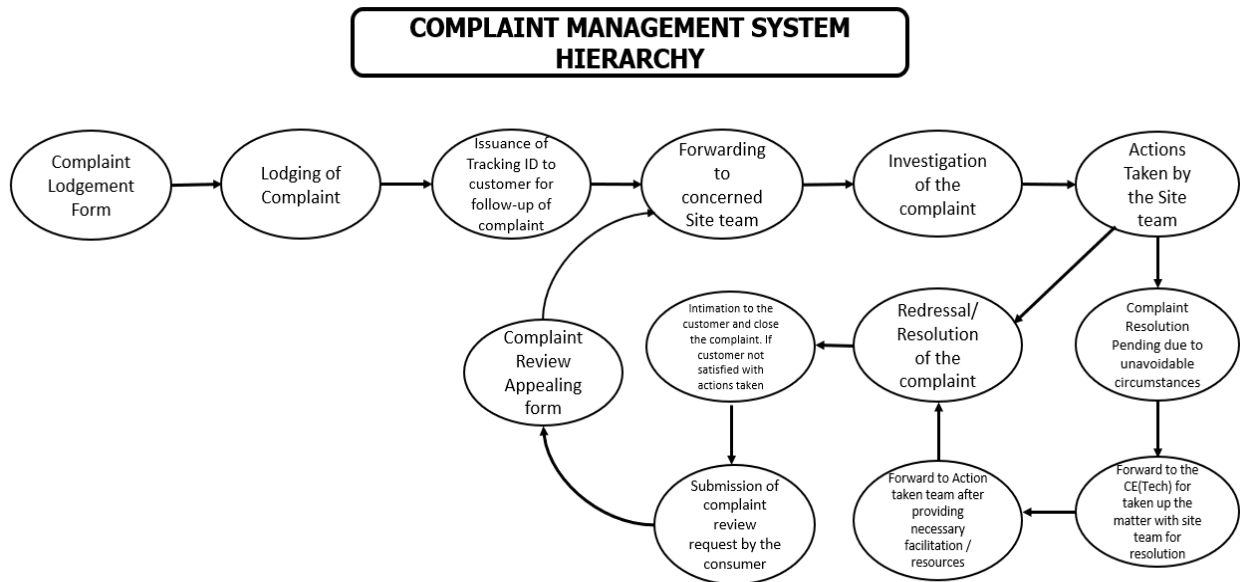 COMPLAINT MANAGEMENT SYSTEM
HIERARCHY
Complaint
Lodgement
Form
Lodging of
Complaint
Issuance of
Tracking ID to
customer for
follow-up of
complaint
Forwarding
to
concerned
Site team
Investigation
of the
complaint
Actions
Taken by
the Site
team
Complaint
Resolution
Pending due to
unavoidable
circumstances
Forward to the
CE(Tech) for
taken up the
matter with site
team for
resolution
Forward to Action
taken team after
providing
necessary
facilitation /
resources
Redressal/
Resolution
of the
complaint
Intimation to the
customer and close
the complaint. If
customer not
satisfied with
actions taken
Submission of
complaint
review
request by the
consumer
Complaint
Review
Appealing
form